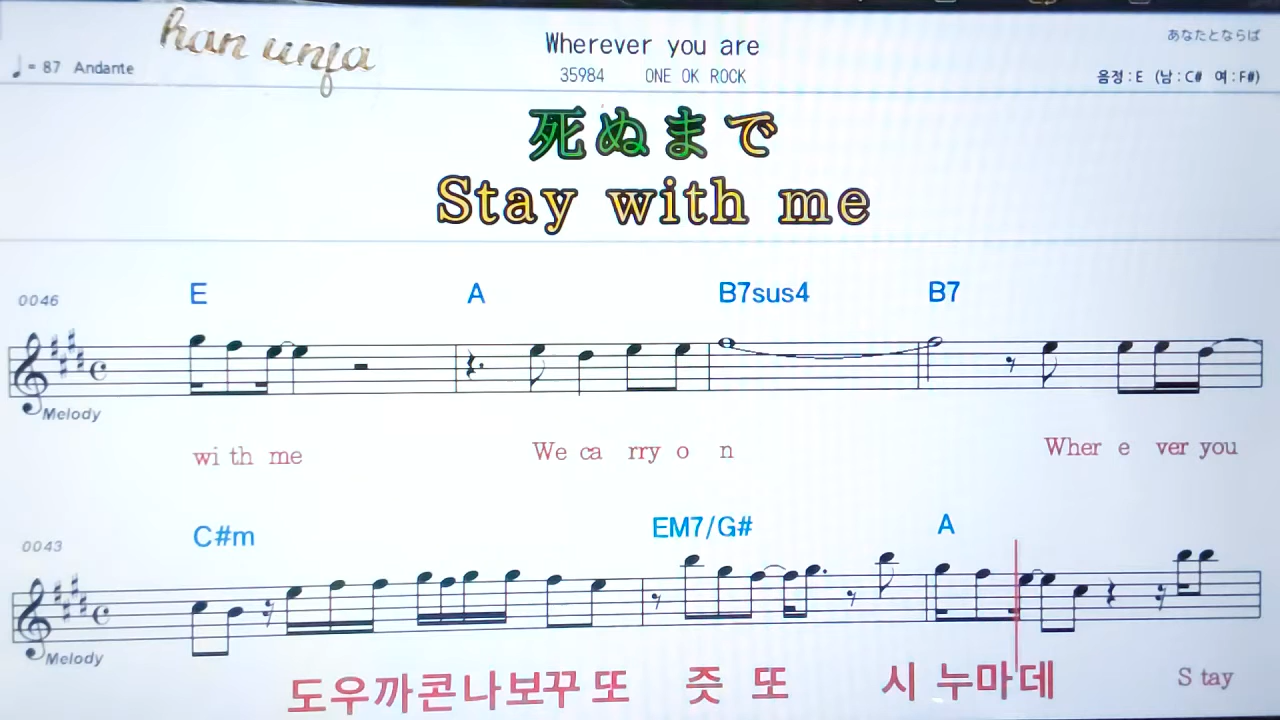 han unja
Wherever you are
あなたとならば
♩= 87 Andante
35984 ONE OK ROCK
음정:E (남:C# 여:F#)
死ぬまで
Stay with me
0046
E A B7sus4 B7
Melody
wi th me We ca rry o n Wher e ver you
0043
C#m EM7/G# A
Melody
도우까콘나보꾸 또 즛 또 시 누마데 S tay